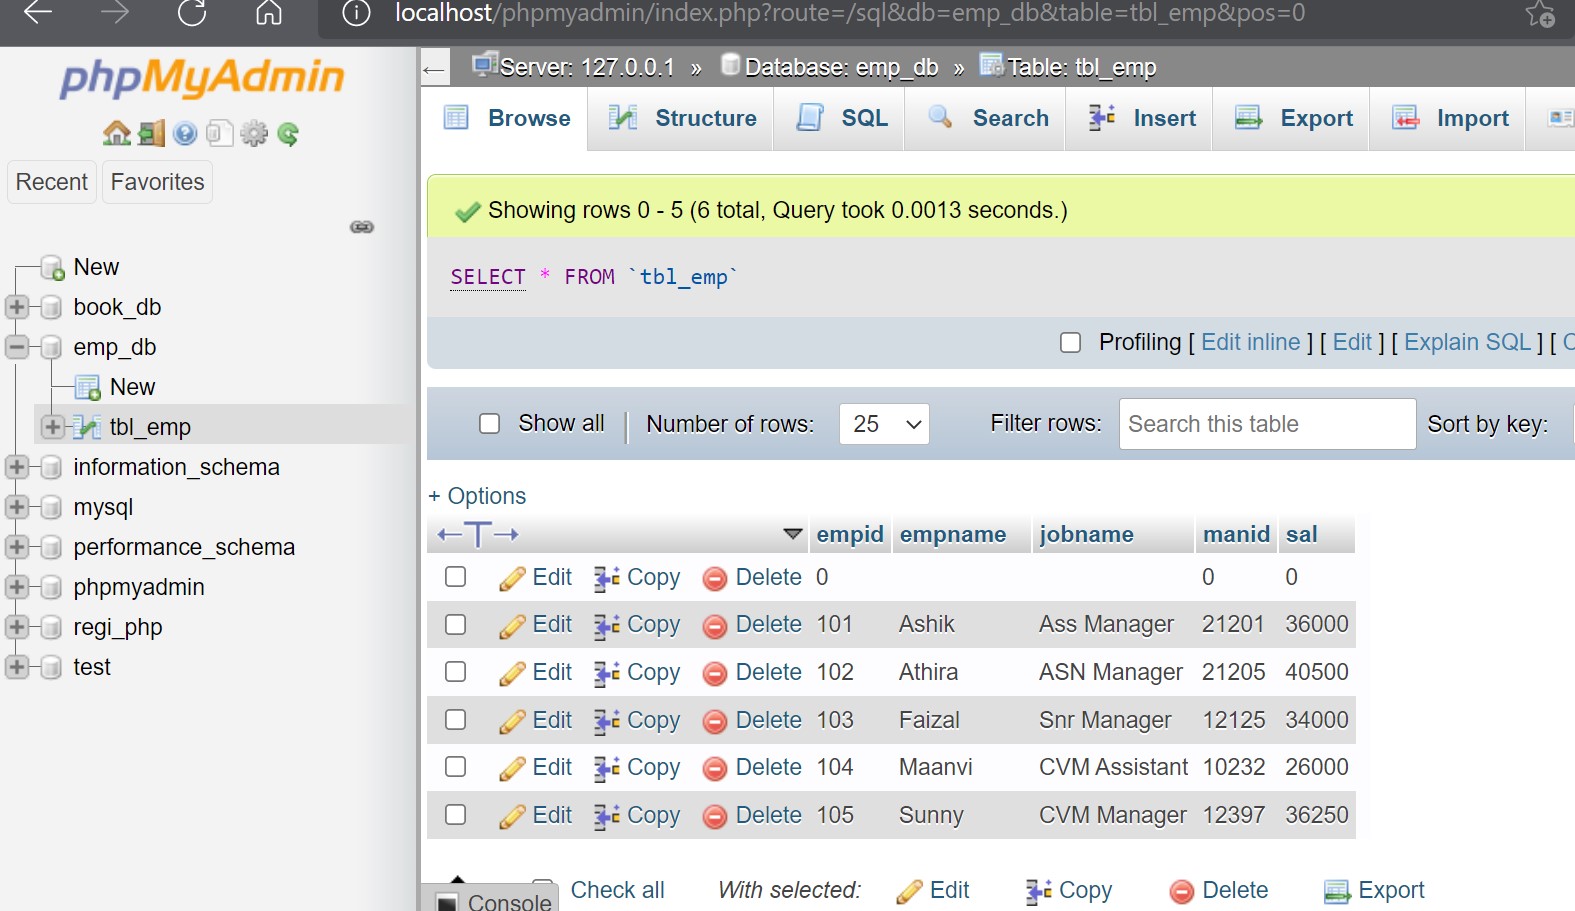 localhost/phpmyadmin/index.php?route=/sql&db=emp_db&table=tbl_emp&pos=0
phpMyAdmin
Recent Favorites
New
book_db
emp_db
New
tbl_emp
information_schema
mysql
performance_schema
phpmyadmin
regi_php
test
Server: 127.0.0.1 » Database: emp_db » Table: tbl_emp
Browse Structure SQL Search Insert Export Import
Showing rows 0 - 5 (6 total, Query took 0.0013 seconds.)
SELECT * FROM `tbl_emp`
Profiling [ Edit inline ] [ Edit ] [ Explain SQL ] [ C
Show all Number of rows: 25 Filter rows: Search this table Sort by key:
+ Options
←T→ empid empname jobname manid sal
Edit Copy Delete 0 0 0
Edit Copy Delete 101 Ashik Ass Manager 21201 36000
Edit Copy Delete 102 Athira ASN Manager 21205 40500
Edit Copy Delete 103 Faizal Snr Manager 12125 34000
Edit Copy Delete 104 Maanvi CVM Assistant 10232 26000
Edit Copy Delete 105 Sunny CVM Manager 12397 36250
Check all With selected: Edit Copy Delete Export
Console